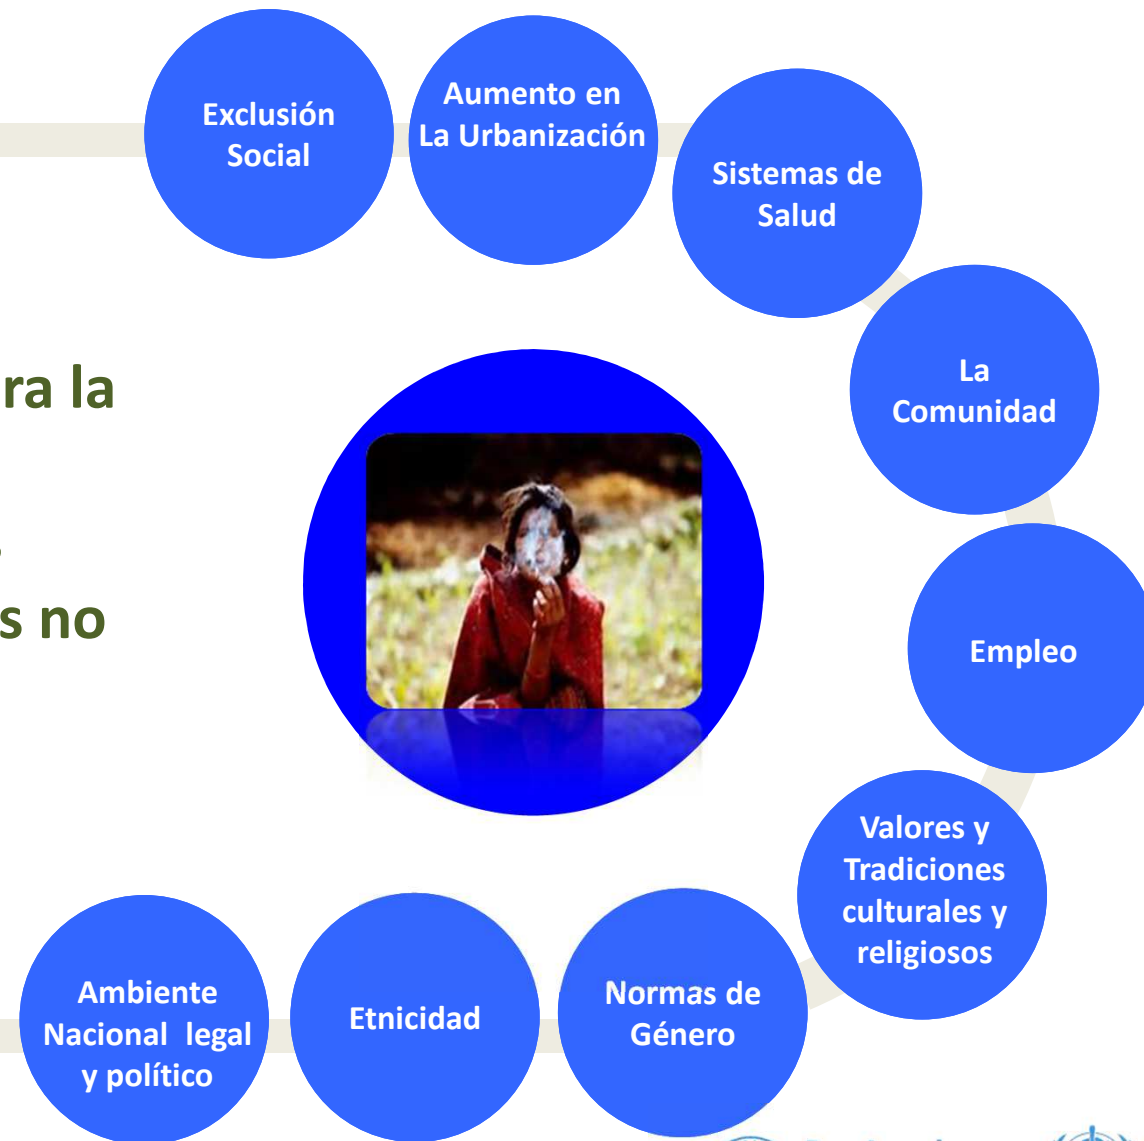 Exclusión
Social
Aumento en
La Urbanización
Sistemas de
Salud
La
Comunidad
ra la
s no
Empleo
Valores y
Tradiciones
culturales y
religiosos
Normas de
Género
Etnicidad
Ambiente
Nacional legal
y político